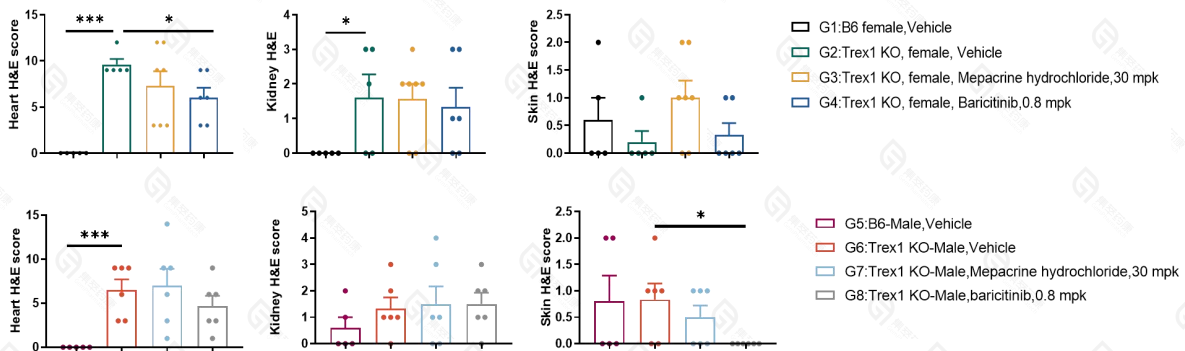 Heart H&E score
15
10
5
0
***
*
Kidney H&E
4
3
2
1
0
*
Skin H&E score
2.5
2.0
1.5
1.0
0.5
0.0
G1:B6 female,Vehicle
G2:Trex1 KO, female, Vehicle
G3:Trex1 KO, female, Mepacrine hydrochloride,30 mpk
G4:Trex1 KO, female, Baricitinib,0.8 mpk
Heart H&E score
15
10
5
0
***
Kidney H&E score
5
4
3
2
1
0
Skin H&E score
2.5
2.0
1.5
1.0
0.5
0.0
*
G5:B6-Male,Vehicle
G6:Trex1 KO-Male,Vehicle
G7:Trex1 KO-Male,Mepacrine hydrochloride,30 mpk
G8:Trex1 KO-Male,baricitinib,0.8 mpk